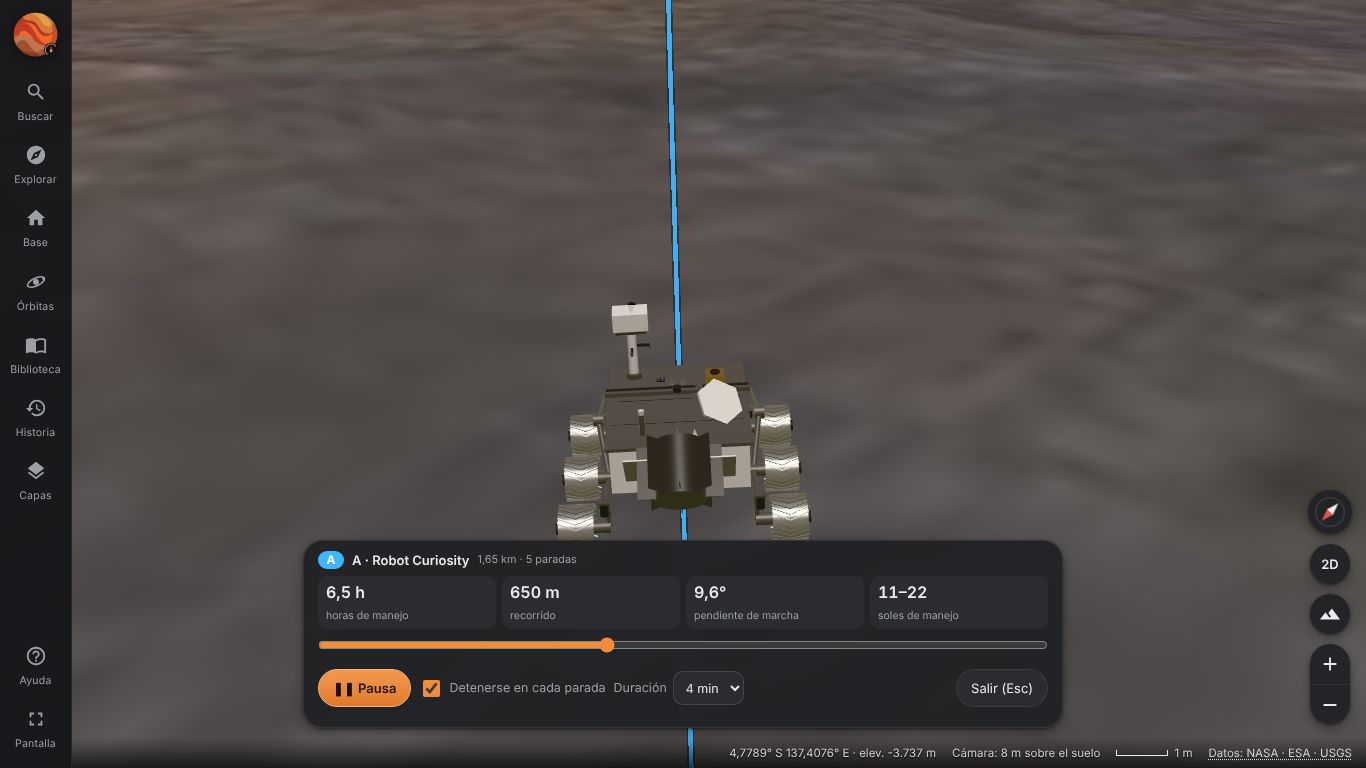 Buscar
Explorar
Base
Órbitas
Biblioteca
Historia
Capas
Ayuda
Pantalla
A A · Robot Curiosity 1,65 km · 5 paradas
6,5 h 650 m 9,6° 11–22
horas de manejo recorrido pendiente de marcha soles de manejo
Pausa Detenerse en cada parada Duración 4 min Salir (Esc)
2D
+
−
4,7789° S 137,4076° E · elev. -3.737 m Cámara: 8 m sobre el suelo 1 m Datos: NASA · ESA · USGS